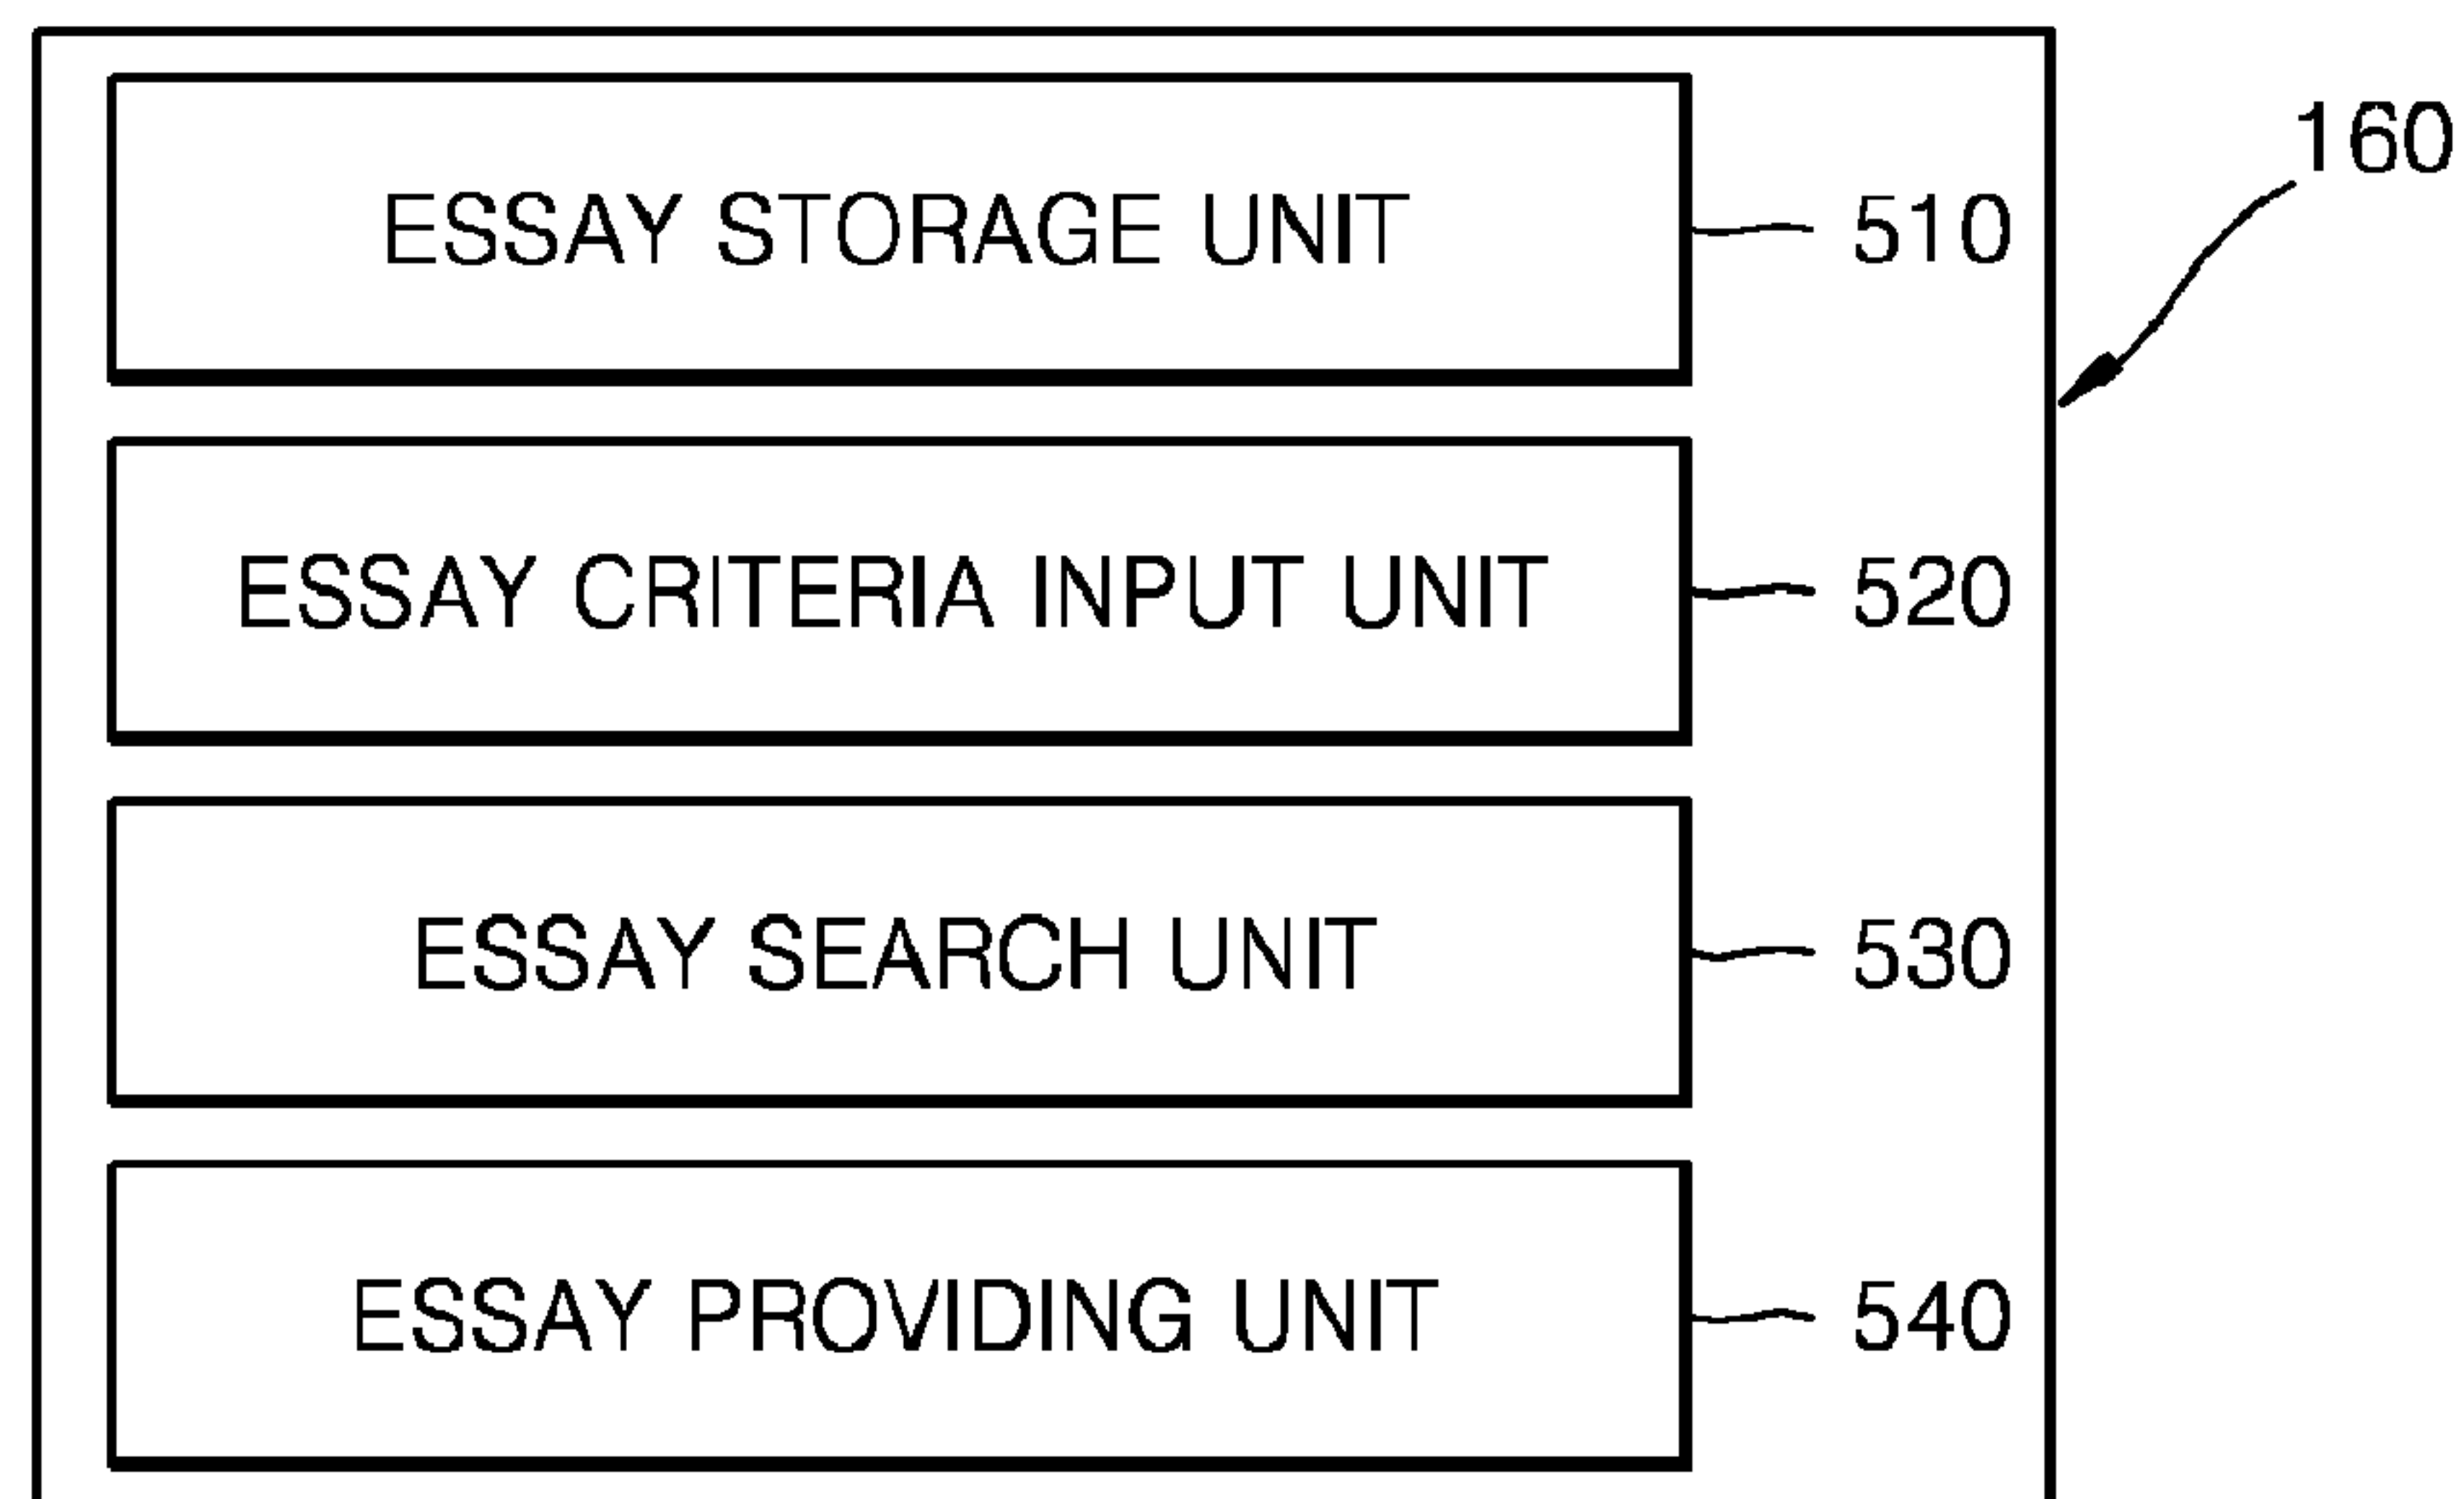 160
ESSAY STORAGE UNIT 510
ESSAY CRITERIA INPUT UNIT 520
ESSAY SEARCH UNIT 530
ESSAY PROVIDING UNIT 540